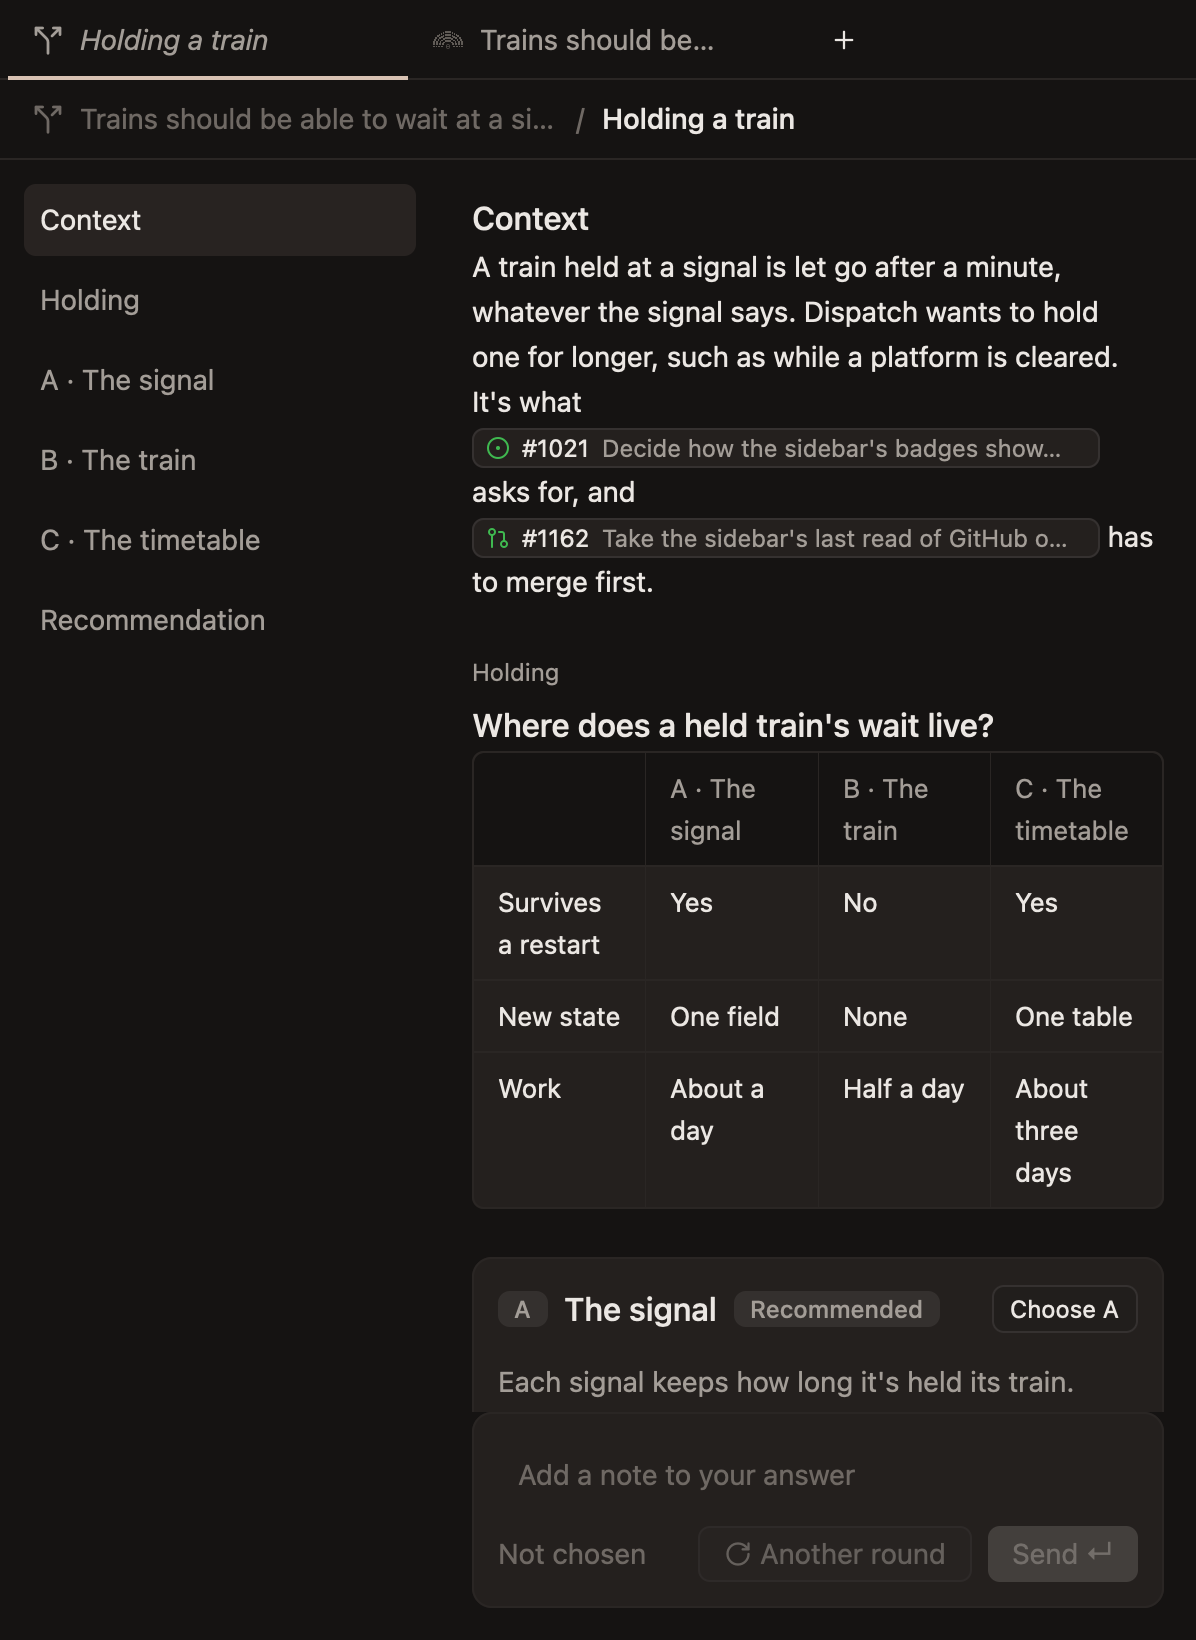 Holding a train
Trains should be...
+
Trains should be able to wait at a si... / Holding a train
Context
Holding
A · The signal
B · The train
C · The timetable
Recommendation
Context
A train held at a signal is let go after a minute,
whatever the signal says. Dispatch wants to hold
one for longer, such as while a platform is cleared.
It's what
#1021 Decide how the sidebar's badges show...
asks for, and
#1162 Take the sidebar's last read of GitHub o... has
to merge first.
Holding
Where does a held train's wait live?
A · The
signal
B · The
train
C · The
timetable
Survives
a restart
Yes
No
Yes
New state
One field
None
One table
Work
About a
day
Half a day
About
three
days
A The signal Recommended Choose A
Each signal keeps how long it's held its train.
Add a note to your answer
Not chosen
Another round
Send